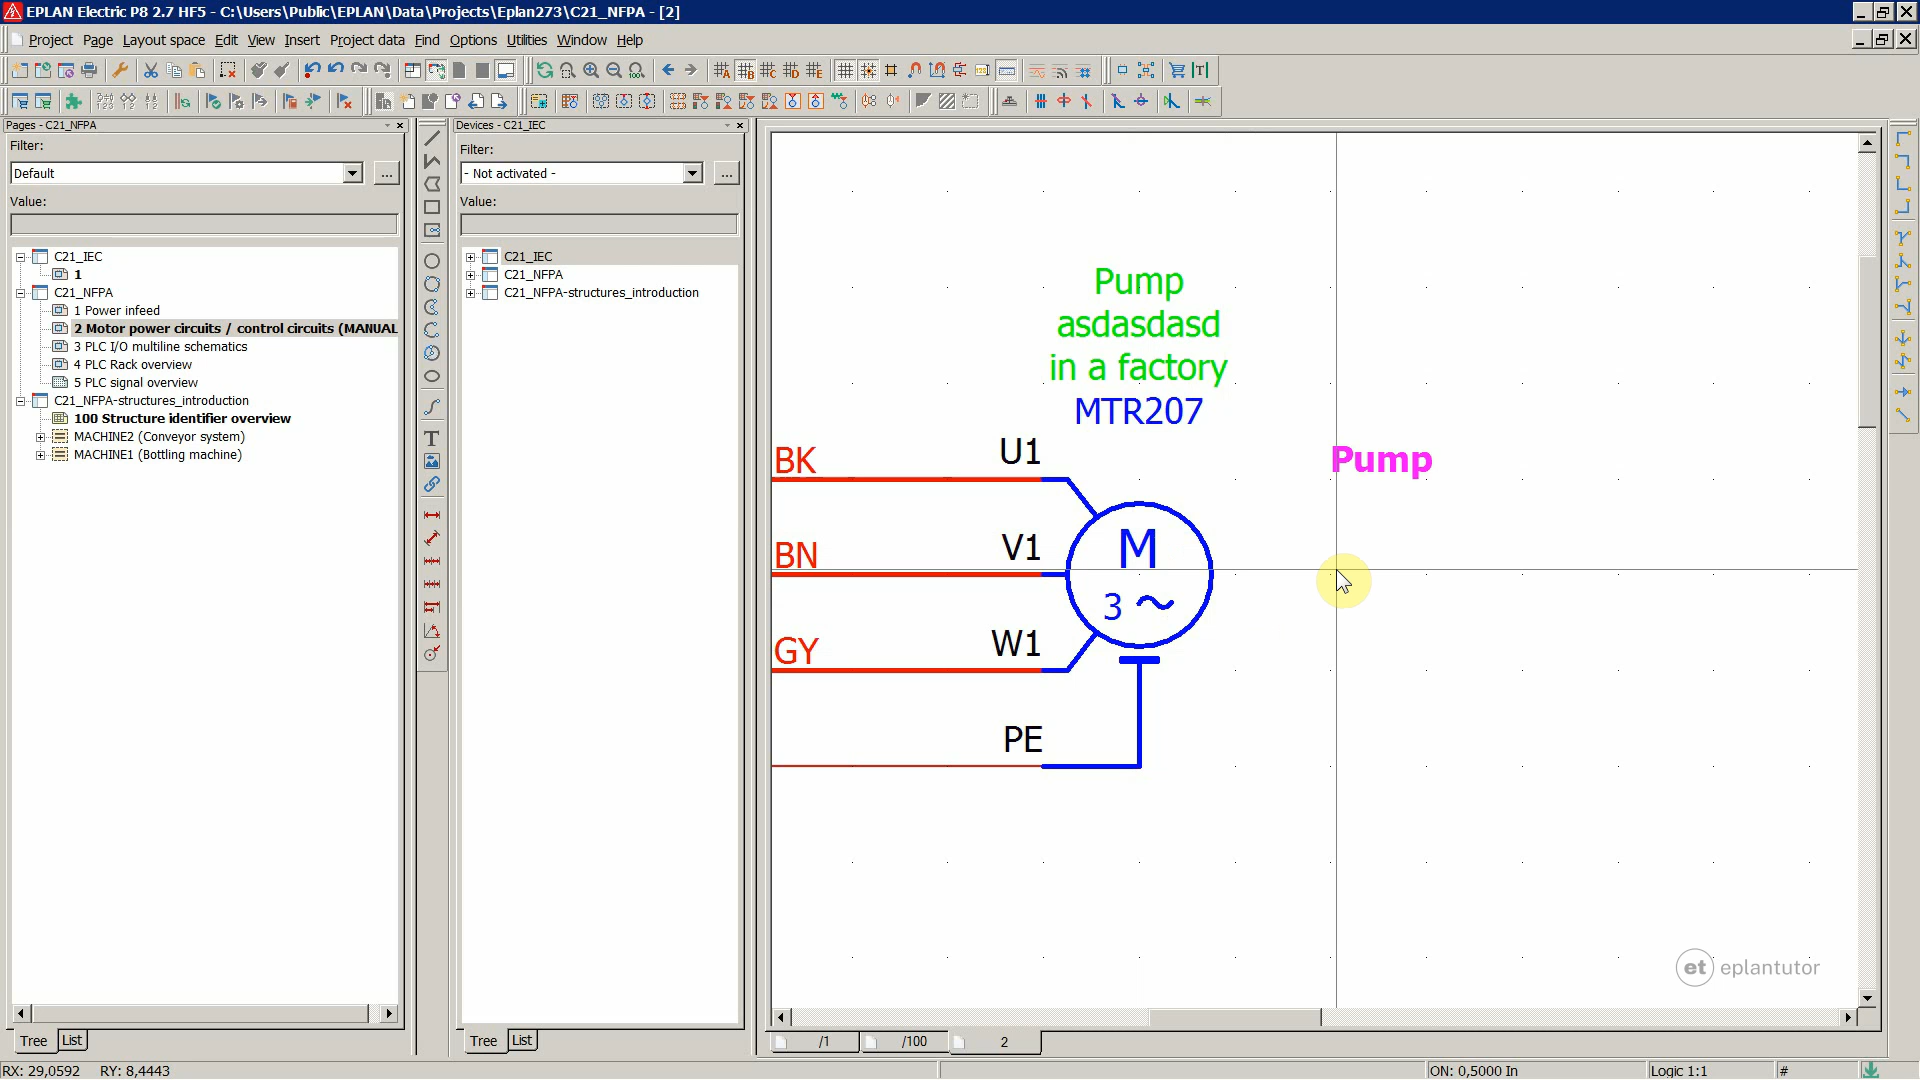 EPLAN Electric P8 2.7 HF5 - C:\Users\Public\EPLAN\Data\Projects\Eplan273\C21_NFPA - [2]
Project Page Layout space Edit View Insert Project data Find Options Utilities Window Help
Pages - C21_NFPA
Filter:
Default
...
Value:
C21_IEC
1
C21_NFPA
1 Power infeed
2 Motor power circuits / control circuits (MANUAL
3 PLC I/O multiline schematics
4 PLC Rack overview
5 PLC signal overview
C21_NFPA-structures_introduction
100 Structure identifier overview
MACHINE2 (Conveyor system)
MACHINE1 (Bottling machine)
Tree List
Devices - C21_IEC
Filter:
- Not activated -
...
Value:
C21_IEC
C21_NFPA
C21_NFPA-structures_introduction
Tree List
Pump
asdasdasd
in a factory
MTR207
Pump
BK U1
BN V1
M
3 ~
GY W1
PE
et eplantutor
/1 /100 2
RX: 29,0592 RY: 8,4443
ON: 0,5000 In
Logic 1:1
#